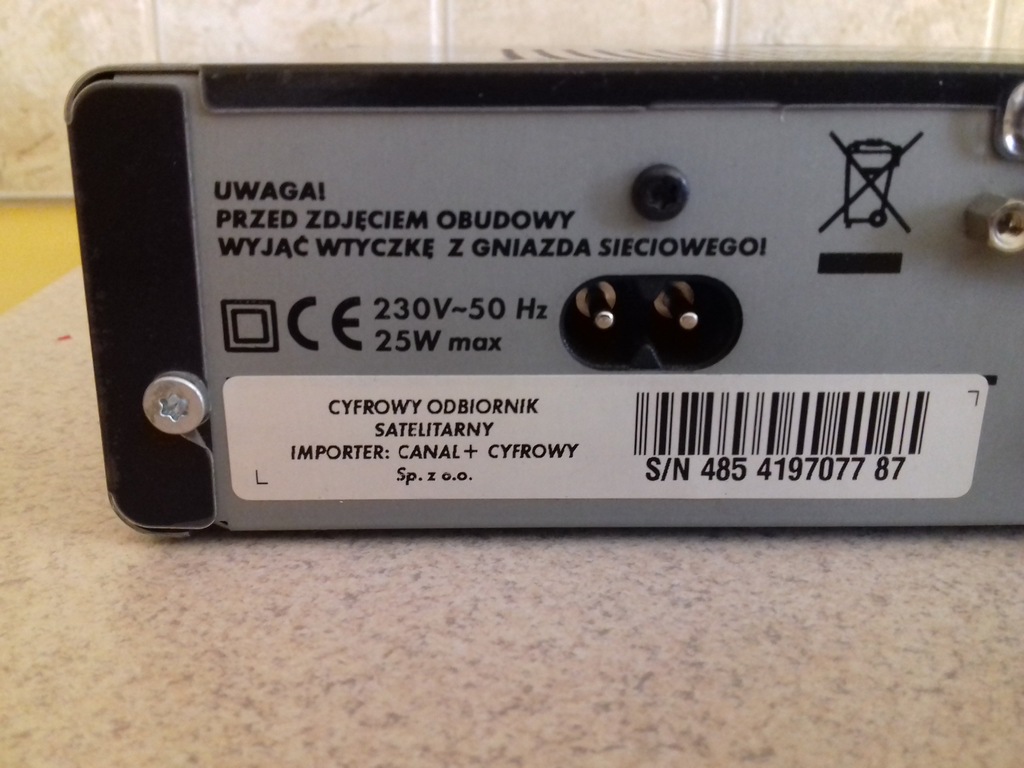 UWAGA!
PRZED ZDJĘCIEM OBUDOWY
WYJĄĆ WTYCZKĘ Z GNIAZDA SIECIOWEGO!
CE 230V~50 Hz
25W max
CYFROWY ODBIORNIK
SATELITARNY
IMPORTER: CANAL+ CYFROWY
Sp. z o.o.
S/N 485 4197077 87